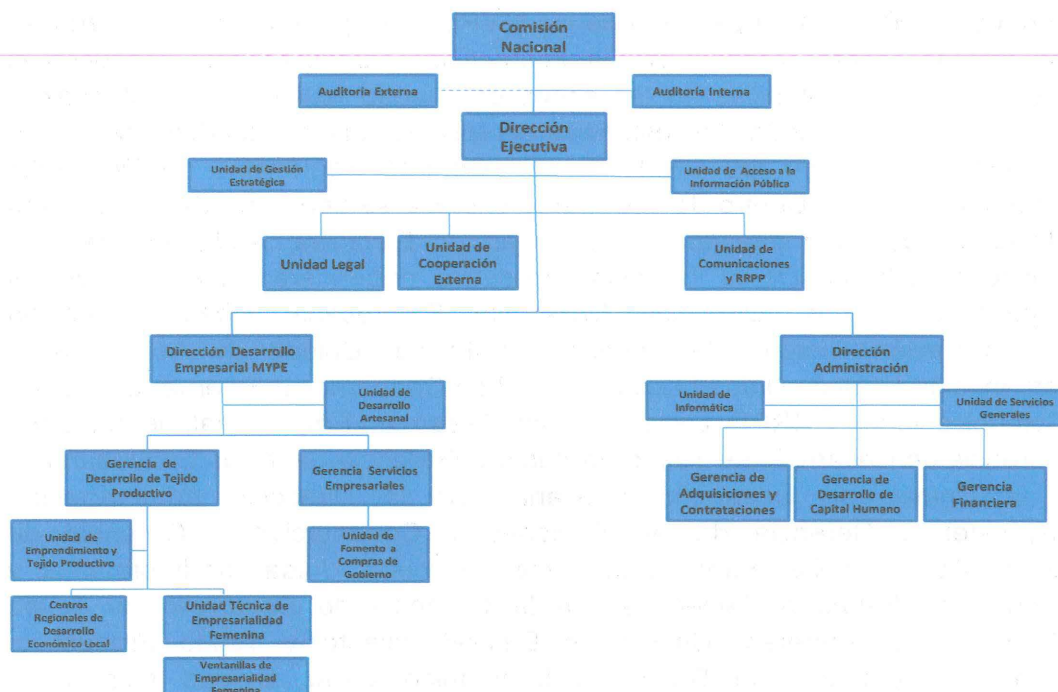 Comisión
Nacional
Auditoría Externa
Auditoría Interna
Dirección
Ejecutiva
Unidad de Gestión
Estratégica
Unidad de Acceso a la
Información Pública
Unidad Legal
Unidad de
Cooperación
Externa
Unidad de
Comunicaciones
y RRPP
Dirección Desarrollo
Empresarial MYPE
Dirección
Administración
Unidad de
Desarrollo
Artesanal
Unidad de
Informática
Unidad de Servicios
Generales
Gerencia de
Desarrollo de Tejido
Productivo
Gerencia Servicios
Empresariales
Gerencia de
Adquisiciones y
Contrataciones
Gerencia de
Desarrollo de
Capital Humano
Gerencia
Financiera
Unidad de
Emprendimiento y
Tejido Productivo
Unidad de
Fomento a
Compras de
Gobierno
Centros
Regionales de
Desarrollo
Económico Local
Unidad Técnica de
Empresarialidad
Femenina
Ventanillas de
Empresarialidad
Femenina